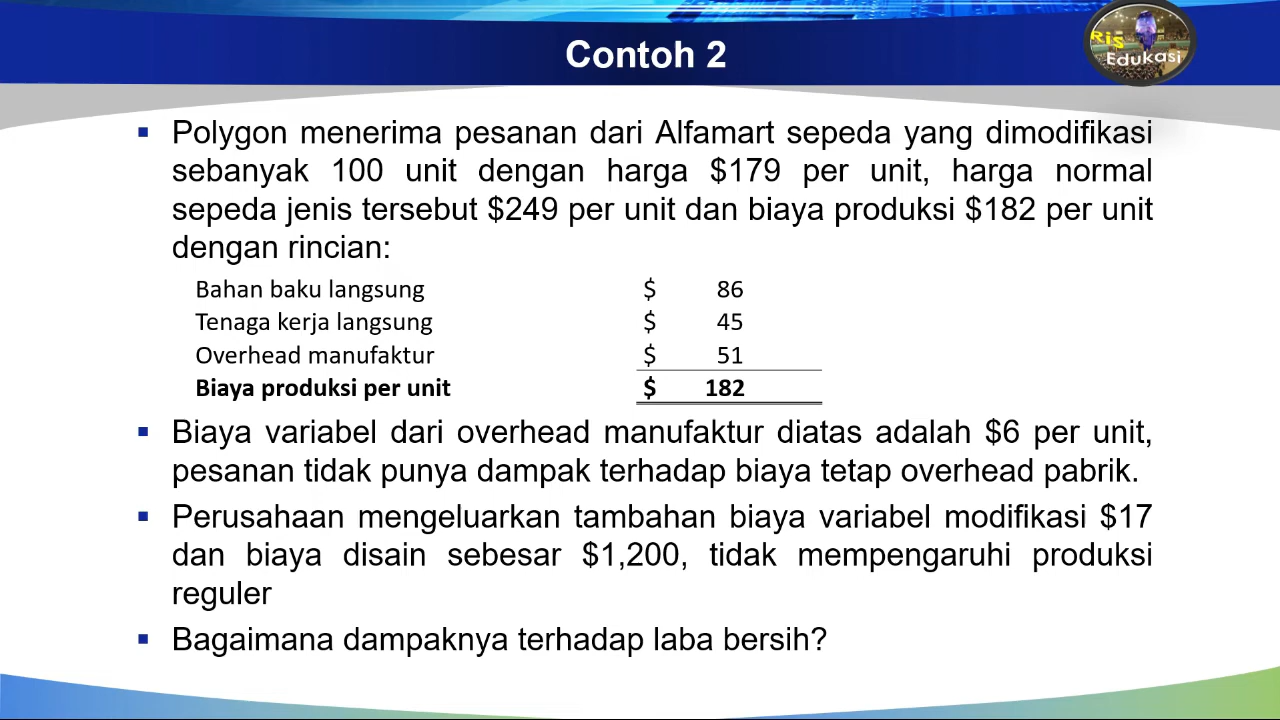 Contoh 2
Ris
Edukasi
▪ Polygon menerima pesanan dari Alfamart sepeda yang dimodifikasi
sebanyak 100 unit dengan harga $179 per unit, harga normal
sepeda jenis tersebut $249 per unit dan biaya produksi $182 per unit
dengan rincian:
Bahan baku langsung $ 86
Tenaga kerja langsung $ 45
Overhead manufaktur $ 51
Biaya produksi per unit $ 182
▪ Biaya variabel dari overhead manufaktur diatas adalah $6 per unit,
pesanan tidak punya dampak terhadap biaya tetap overhead pabrik.
▪ Perusahaan mengeluarkan tambahan biaya variabel modifikasi $17
dan biaya disain sebesar $1,200, tidak mempengaruhi produksi
reguler
▪ Bagaimana dampaknya terhadap laba bersih?